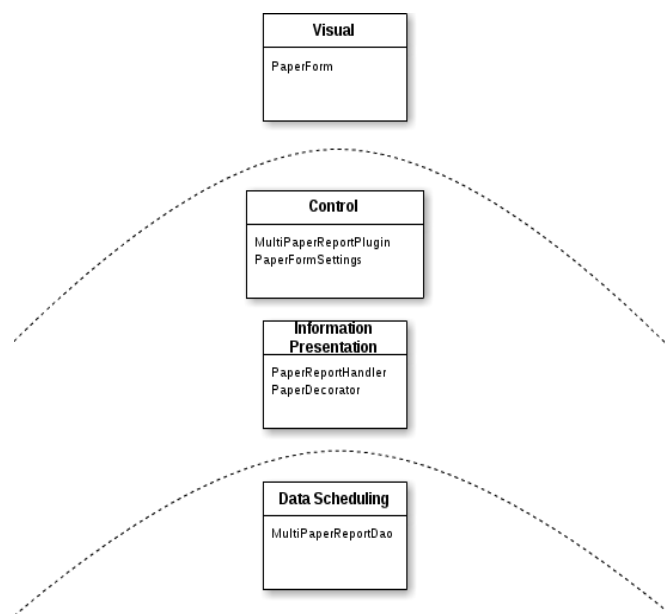 Visual
PaperForm
Control
MultiPaperReportPlugin
PaperFormSettings
Information
Presentation
PaperReportHandler
PaperDecorator
Data Scheduling
MultiPaperReportDao